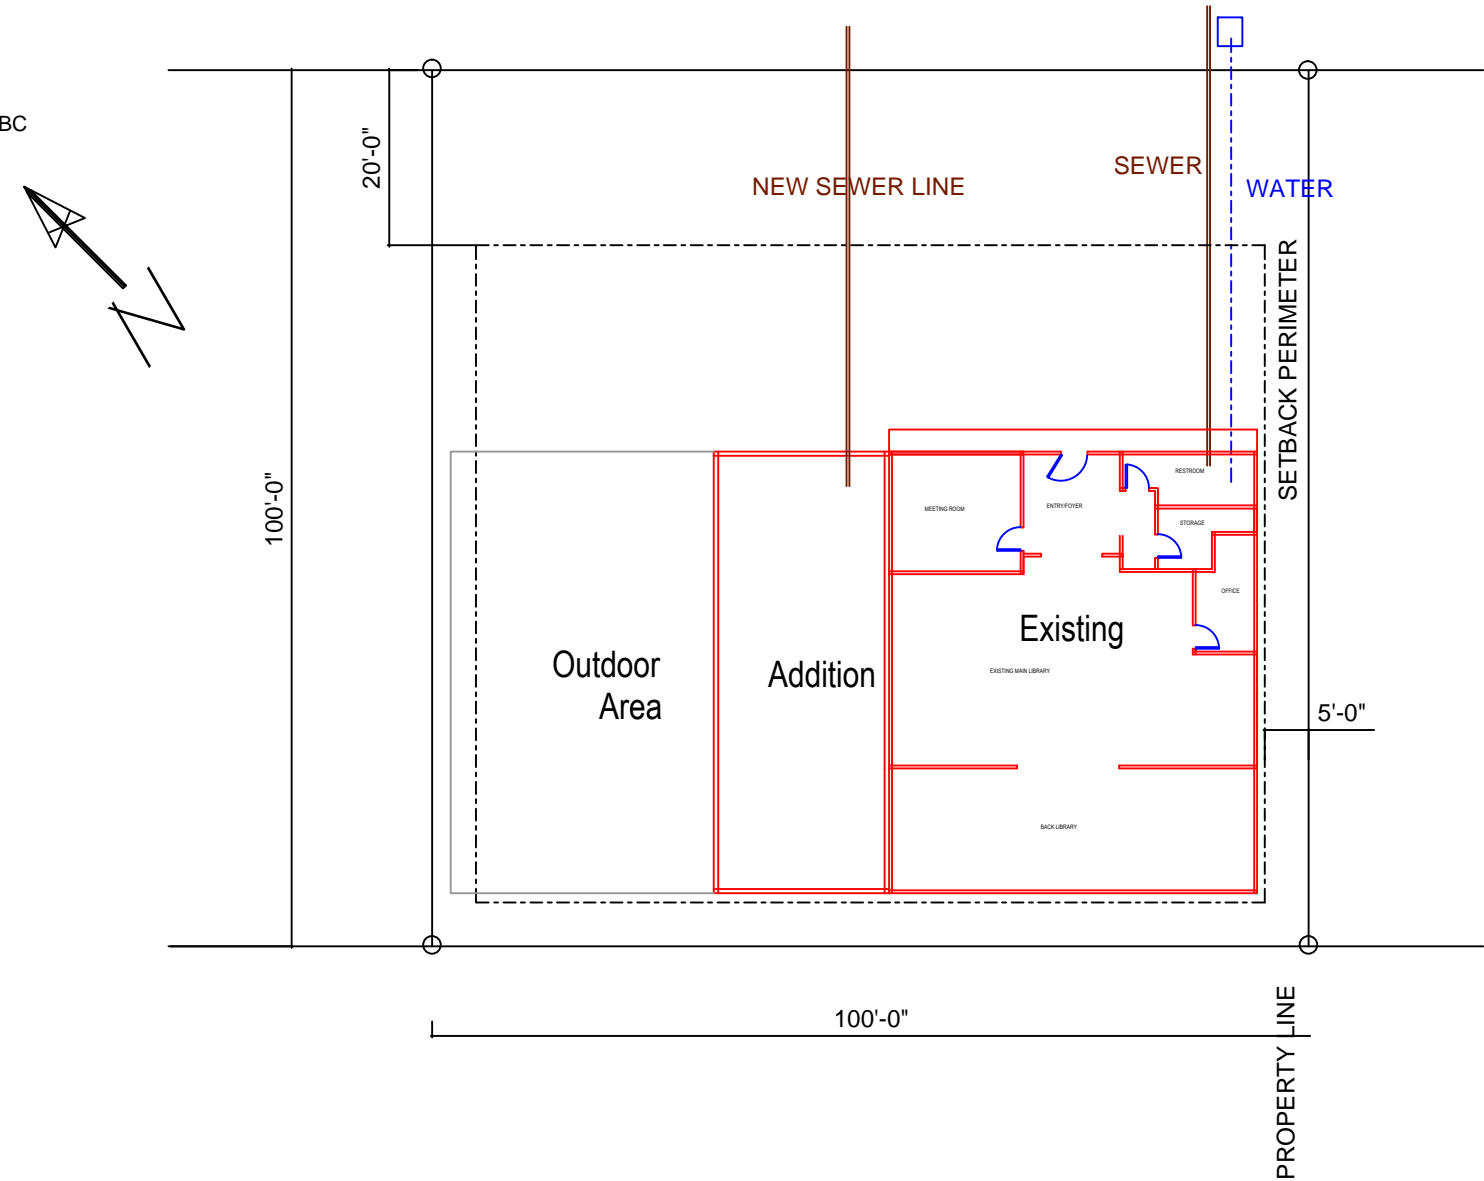 BC
20'-0"
NEW SEWER LINE
SEWER
WATER
SETBACK PERIMETER
100'-0"
RESTROOM
MEETING ROOM
ENTRY/FOYER
STORAGE
OFFICE
Existing
Outdoor
Area
Addition
EXISTING MAIN LIBRARY
5'-0"
BACK LIBRARY
100'-0"
PROPERTY LINE
N